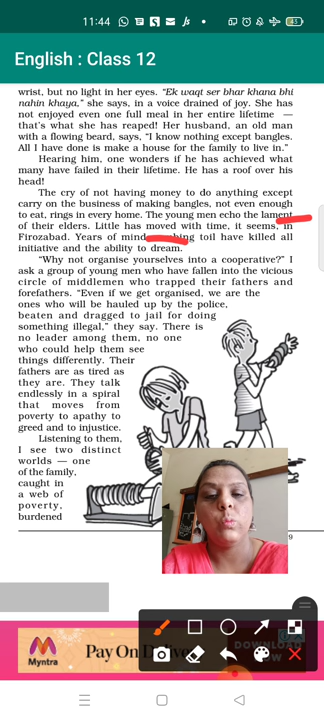 11:44
43
English : Class 12
wrist, but no light in her eyes. "Ek waqt ser bhar khana bhi
nahin khaya," she says, in a voice drained of joy. She has
not enjoyed even one full meal in her entire lifetime —
that's what she has reaped! Her husband, an old man
with a flowing beard, says, "I know nothing except bangles.
All I have done is make a house for the family to live in."
Hearing him, one wonders if he has achieved what
many have failed in their lifetime. He has a roof over his
head!
The cry of not having money to do anything except
carry on the business of making bangles, not even enough
to eat, rings in every home. The young men echo the lament
of their elders. Little has moved with time, it seems, in
Firozabad. Years of mind toil have killed all
initiative and the ability to dream.
"Why not organise yourselves into a cooperative?" I
ask a group of young men who have fallen into the vicious
circle of middlemen who trapped their fathers and
forefathers. "Even if we get organised, we are the
ones who will be hauled up by the police,
beaten and dragged to jail for doing
something illegal," they say. There is
no leader among them, no one
who could help them see
things differently. Their
fathers are as tired as
they are. They talk
endlessly in a spiral
that moves from
poverty to apathy to
greed and to injustice.
Listening to them,
I see two distinct
worlds — one
of the family,
caught in
a web of
poverty,
burdened
9
Myntra
Pay On
DOWNLOAD
NOW